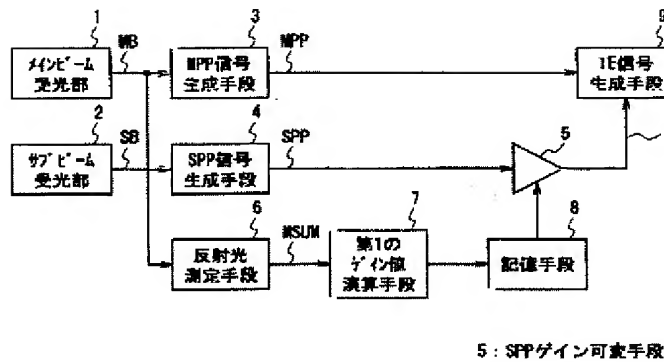 1
メインビーム
受光部
MB
3
MPP信号
生成手段
MPP
9
TE信号
生成手段
2
サブビーム
受光部
SB
4
SPP信号
生成手段
SPP
5
6
反射光
測定手段
MSUM
7
第1の
ゲイン値
演算手段
8
記憶手段
5：SPPゲイン可変手段